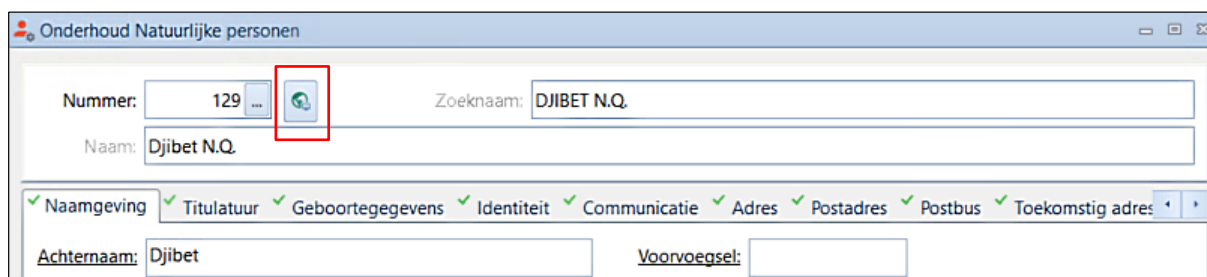 Onderhoud Natuurlijke personen
Nummer: 129 ... Zoeknaam: DJIBET N.Q.
Naam: Djibet N.Q.
Naamgeving Titulatuur Geboortegegevens Identiteit Communicatie Adres Postadres Postbus Toekomstig adres
Achternaam: Djibet Voorvoegsel: